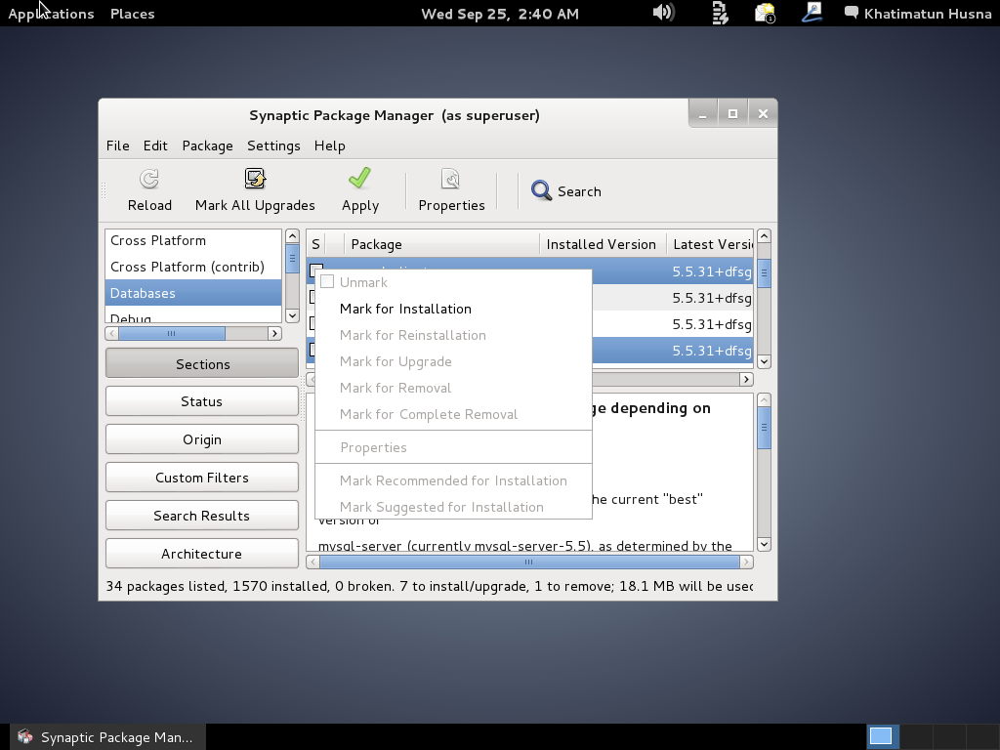 Applications Places Wed Sep 25, 2:40 AM 1 Khatimatun Husna
Synaptic Package Manager (as superuser)
File Edit Package Settings Help
Reload Mark All Upgrades Apply Properties Search
S Package Installed Version Latest Versi
Cross Platform
Cross Platform (contrib)
Databases
Debug
5.5.31+dfsg
5.5.31+dfsg
5.5.31+dfsg
5.5.31+dfsg
Unmark
Mark for Installation
Mark for Reinstallation
Mark for Upgrade
Mark for Removal
Mark for Complete Removal
Properties
Mark Recommended for Installation
Mark Suggested for Installation
Sections
Status
Origin
Custom Filters
Search Results
Architecture
ge depending on
he current "best"
version of
mysql-server (currently mysql-server-5.5), as determined by the
34 packages listed, 1570 installed, 0 broken. 7 to install/upgrade, 1 to remove; 18.1 MB will be used
Synaptic Package Man...